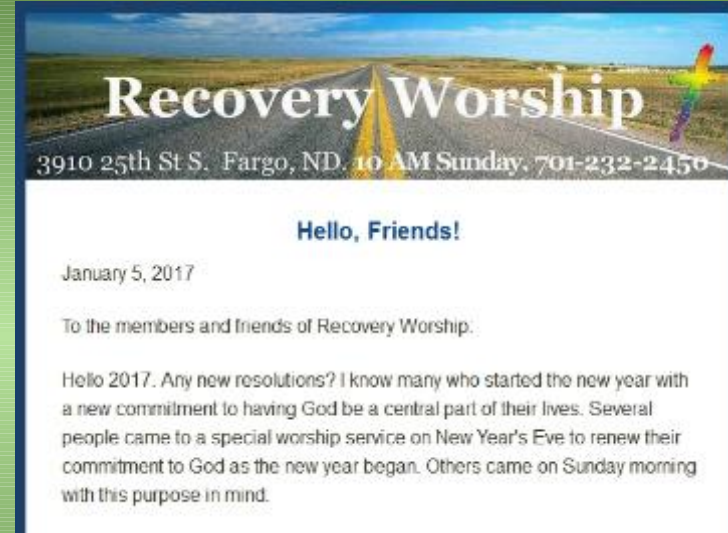 Recovery Worship
3910 25th St S. Fargo, ND. 10 AM Sunday. 701-232-2450
Hello, Friends!
January 5, 2017
To the members and friends of Recovery Worship:
Hello 2017. Any new resolutions? I know many who started the new year with
a new commitment to having God be a central part of their lives. Several
people came to a special worship service on New Year's Eve to renew their
commitment to God as the new year began. Others came on Sunday morning
with this purpose in mind.